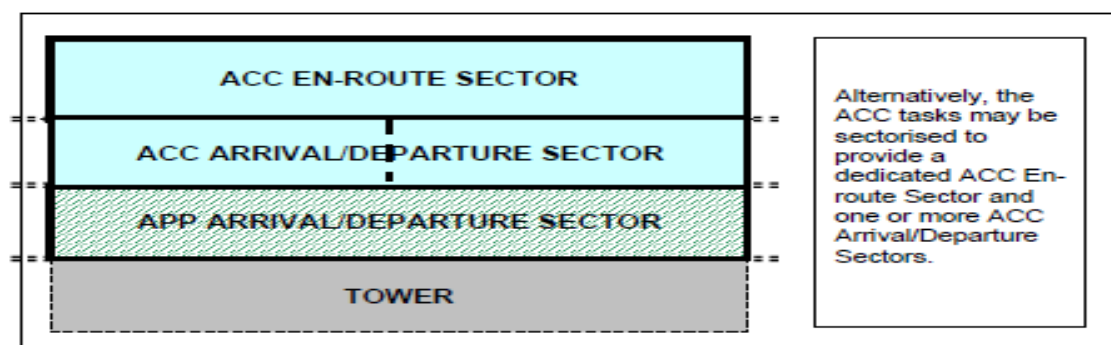 ACC EN-ROUTE SECTOR
ACC ARRIVAL/DEPARTURE SECTOR
APP ARRIVAL/DEPARTURE SECTOR
TOWER
Alternatively, the
ACC tasks may be
sectorised to
provide a
dedicated ACC En-
route Sector and
one or more ACC
Arrival/Departure
Sectors.